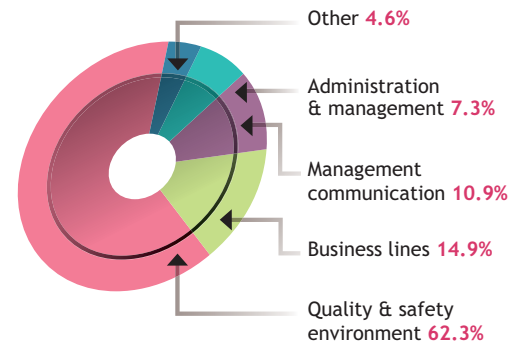 Other 4.6%
Administration
& management 7.3%
Management
communication 10.9%
Business lines 14.9%
Quality & safety
environment 62.3%